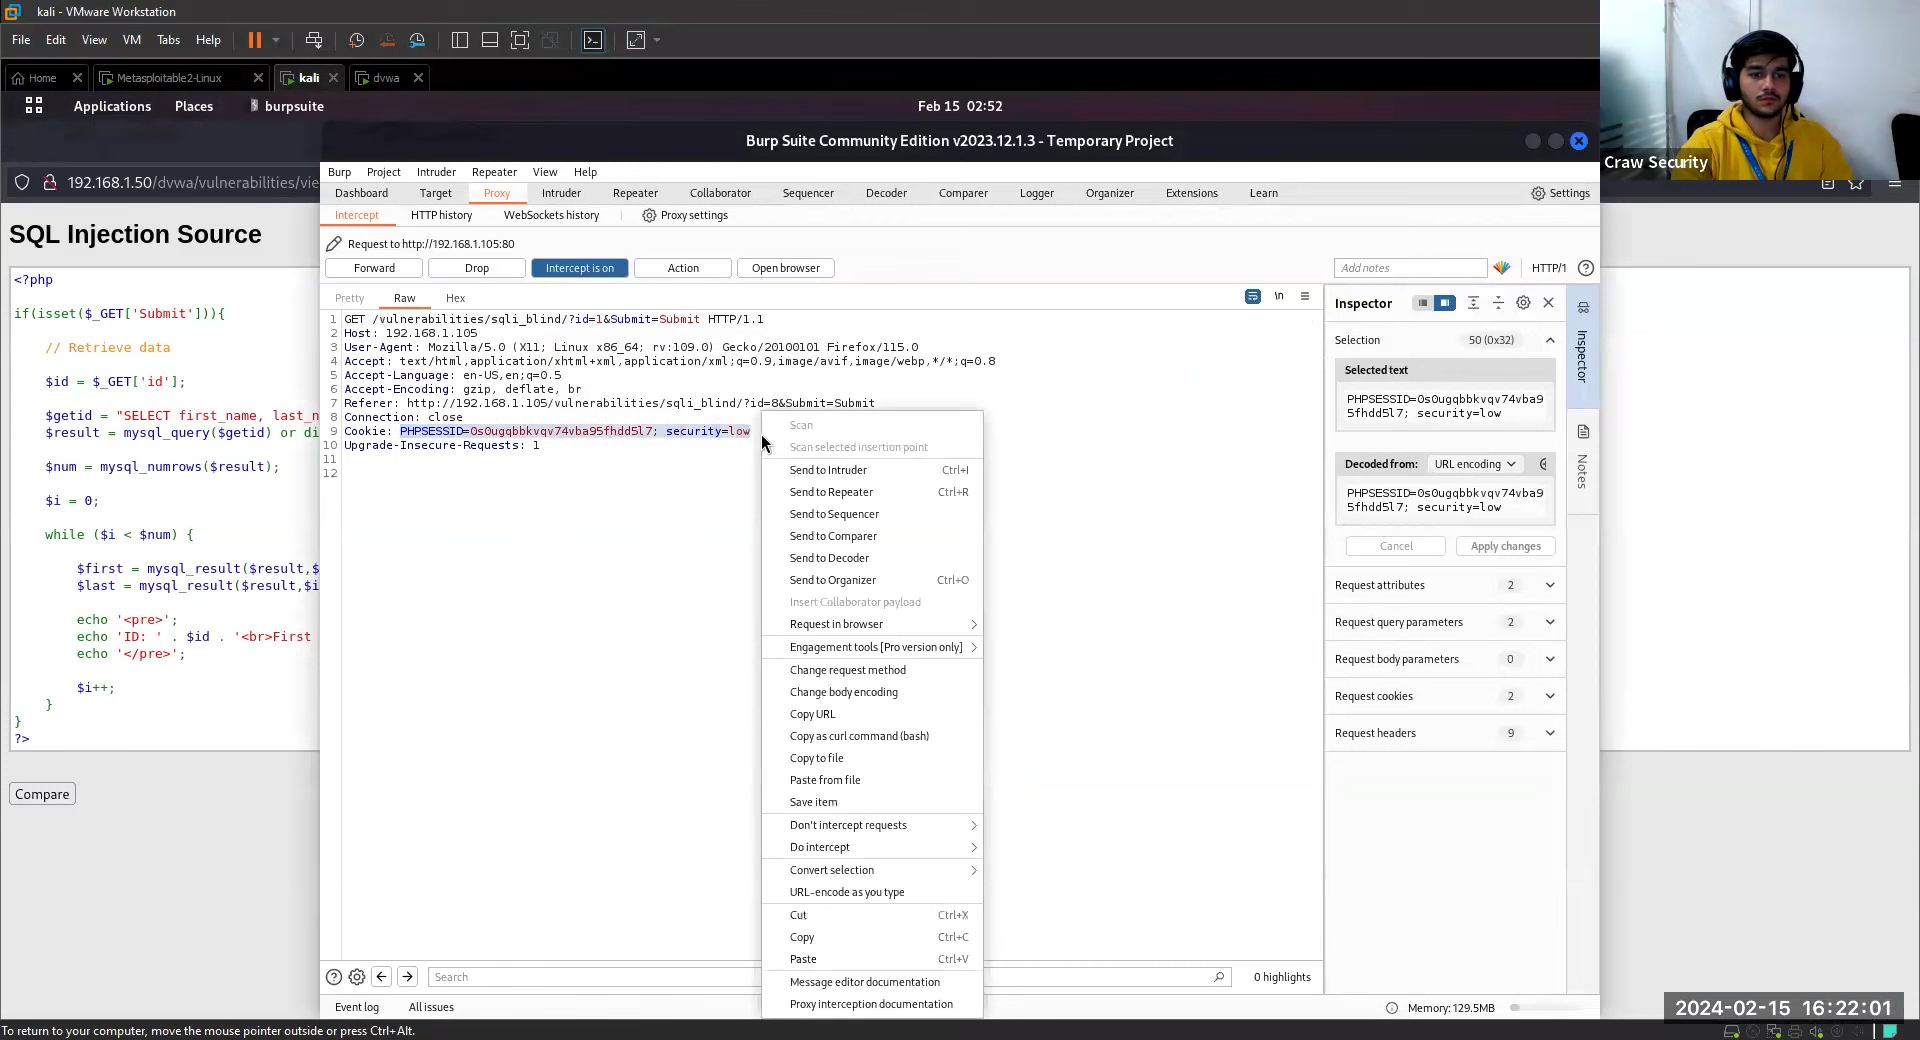 kali - VMware Workstation
File Edit View VM Tabs Help
Home Metasploitable2-Linux kali dvwa
Applications Places burpsuite Feb 15 02:52
Burp Suite Community Edition v2023.12.1.3 - Temporary Project
Craw Security
192.168.1.50/dvwa/vulnerabilities/vie
Burp Project Intruder Repeater View Help
Dashboard Target Proxy Intruder Repeater Collaborator Sequencer Decoder Comparer Logger Organizer Extensions Learn Settings
Intercept HTTP history WebSockets history Proxy settings
Request to http://192.168.1.105:80
Forward Drop Intercept is on Action Open browser Add notes HTTP/1
Pretty Raw Hex \n
SQL Injection Source
<?php
if(isset($_GET['Submit'])){
// Retrieve data
$id = $_GET['id'];
$getid = "SELECT first_name, last_n
$result = mysql_query($getid) or di
$num = mysql_numrows($result);
$i = 0;
while ($i < $num) {
$first = mysql_result($result,$
$last = mysql_result($result,$i
echo '<pre>';
echo 'ID: ' . $id . '<br>First
echo '</pre>';
$i++;
}
}
?>
Compare
1 GET /vulnerabilities/sqli_blind/?id=1&Submit=Submit HTTP/1.1
2 Host: 192.168.1.105
3 User-Agent: Mozilla/5.0 (X11; Linux x86_64; rv:109.0) Gecko/20100101 Firefox/115.0
4 Accept: text/html,application/xhtml+xml,application/xml;q=0.9,image/avif,image/webp,*/*;q=0.8
5 Accept-Language: en-US,en;q=0.5
6 Accept-Encoding: gzip, deflate, br
7 Referer: http://192.168.1.105/vulnerabilities/sqli_blind/?id=8&Submit=Submit
8 Connection: close
9 Cookie: PHPSESSID=0s0ugqbbkvqv74vba95fhdd5l7; security=low
10 Upgrade-Insecure-Requests: 1
11
12
Scan
Scan selected insertion point
Send to Intruder Ctrl+I
Send to Repeater Ctrl+R
Send to Sequencer
Send to Comparer
Send to Decoder
Send to Organizer Ctrl+O
Insert Collaborator payload
Request in browser
Engagement tools [Pro version only]
Change request method
Change body encoding
Copy URL
Copy as curl command (bash)
Copy to file
Paste from file
Save item
Don't intercept requests
Do intercept
Convert selection
URL-encode as you type
Cut Ctrl+X
Copy Ctrl+C
Paste Ctrl+V
Message editor documentation
Proxy interception documentation
Inspector
Selection 50 (0x32)
Selected text
PHPSESSID=0s0ugqbbkvqv74vba9
5fhdd5l7; security=low
Decoded from: URL encoding
PHPSESSID=0s0ugqbbkvqv74vba9
5fhdd5l7; security=low
Cancel Apply changes
Request attributes 2
Request query parameters 2
Request body parameters 0
Request cookies 2
Request headers 9
Inspector
Notes
Search 0 highlights
Event log All issues Memory: 129.5MB
2024-02-15 16:22:01
To return to your computer, move the mouse pointer outside or press Ctrl+Alt.